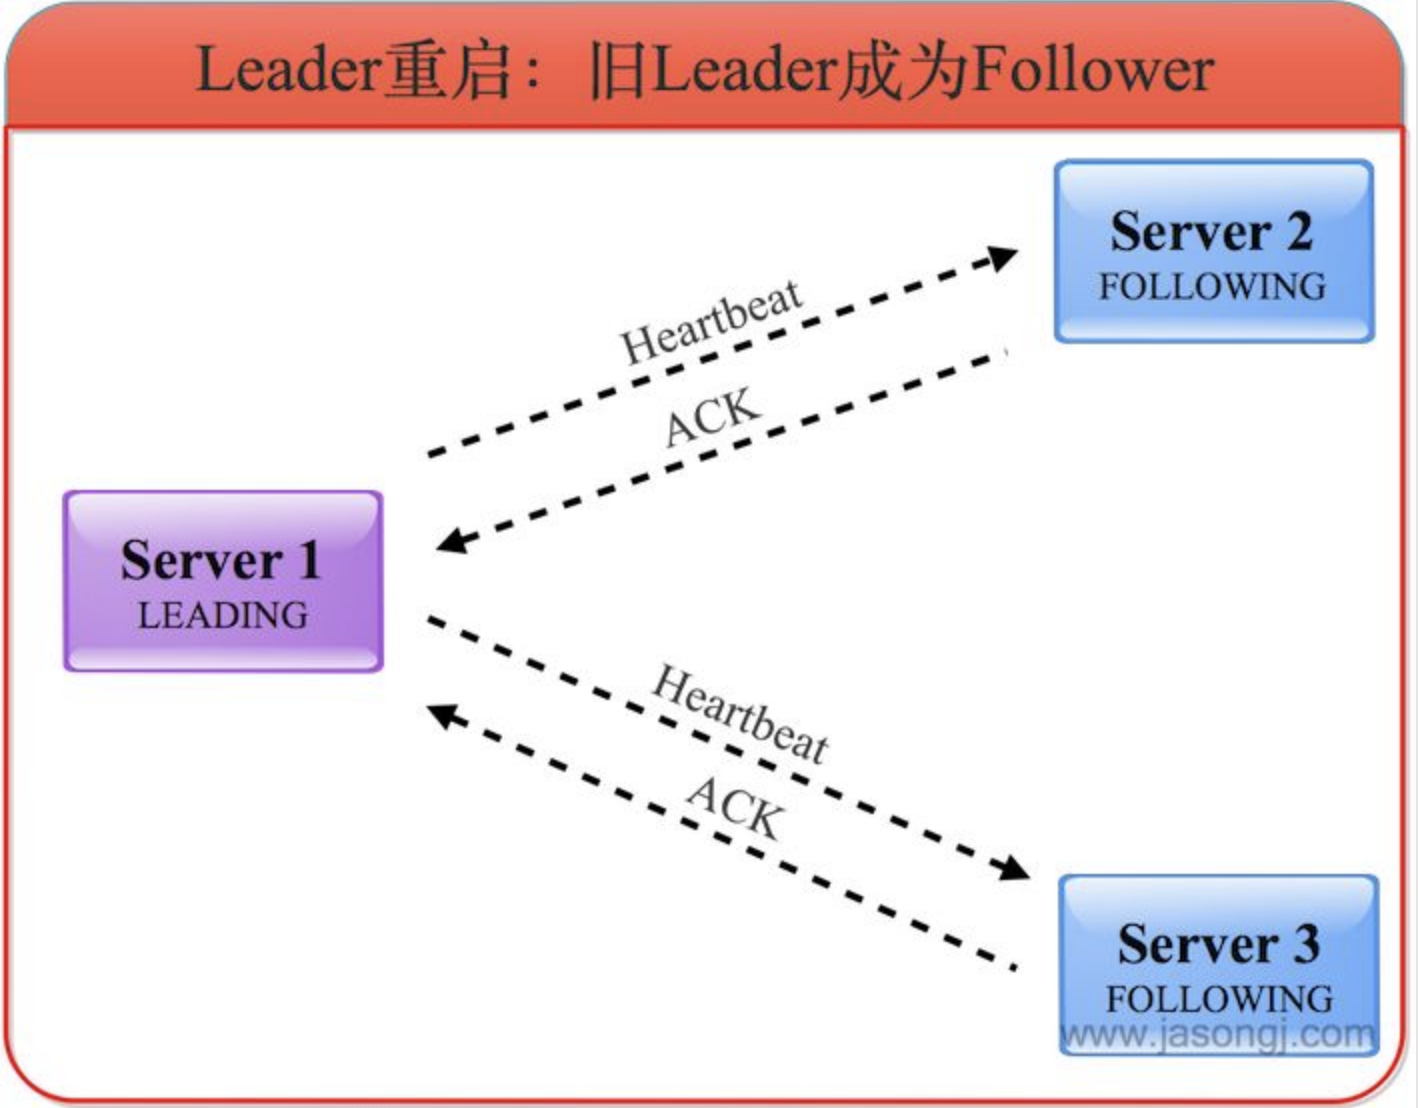 Leader重启：旧Leader成为Follower
Server 2
FOLLOWING
Heartbeat
ACK
Server 1
LEADING
Heartbeat
ACK
Server 3
FOLLOWING
www.jasongj.com